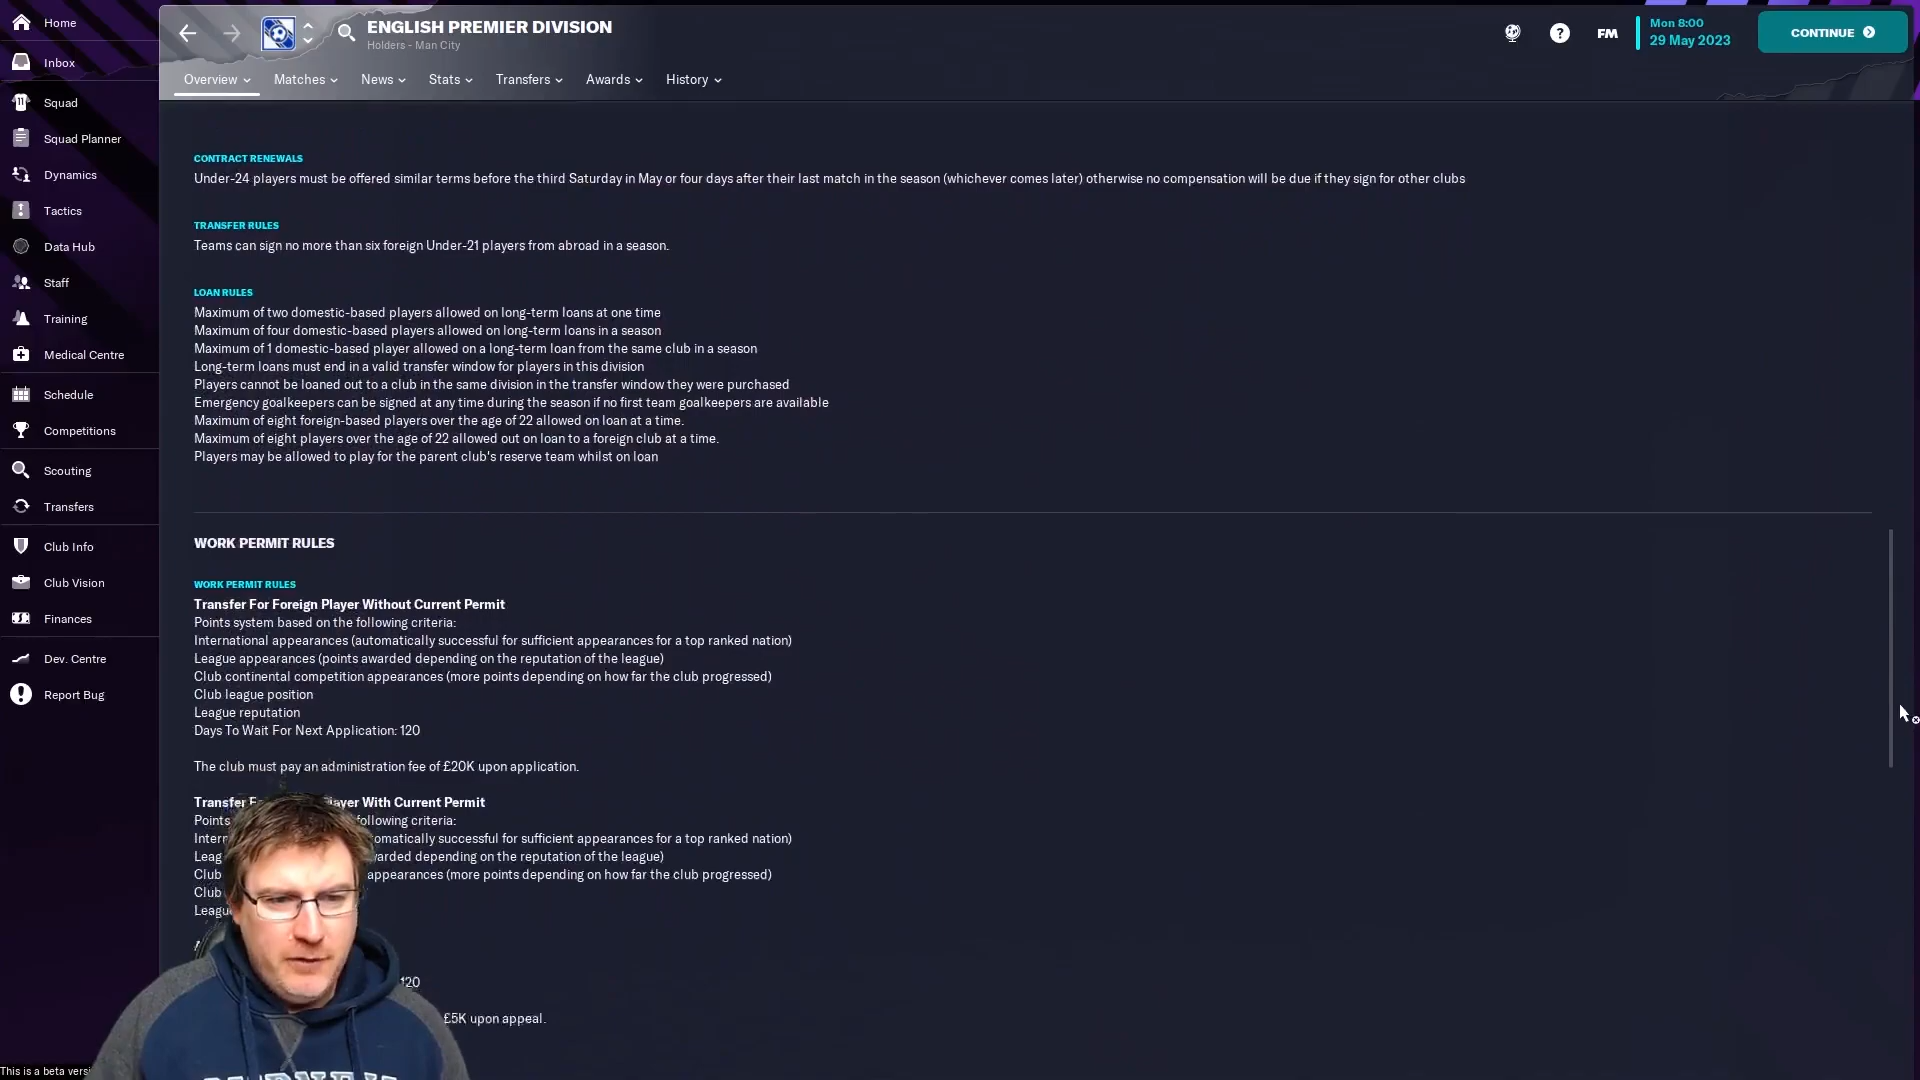 Home
Inbox
Squad
Squad Planner
Dynamics
Tactics
Data Hub
Staff
Training
Medical Centre
Schedule
Competitions
Scouting
Transfers
Club Info
Club Vision
Finances
Dev. Centre
Report Bug
This is a beta versi
ENGLISH PREMIER DIVISION
Holders - Man City
FM
Mon 8:00
29 May 2023
CONTINUE
Overview
Matches
News
Stats
Transfers
Awards
History
CONTRACT RENEWALS
Under-24 players must be offered similar terms before the third Saturday in May or four days after their last match in the season (whichever comes later) otherwise no compensation will be due if they sign for other clubs
TRANSFER RULES
Teams can sign no more than six foreign Under-21 players from abroad in a season.
LOAN RULES
Maximum of two domestic-based players allowed on long-term loans at one time
Maximum of four domestic-based players allowed on long-term loans in a season
Maximum of 1 domestic-based player allowed on a long-term loan from the same club in a season
Long-term loans must end in a valid transfer window for players in this division
Players cannot be loaned out to a club in the same division in the transfer window they were purchased
Emergency goalkeepers can be signed at any time during the season if no first team goalkeepers are available
Maximum of eight foreign-based players over the age of 22 allowed on loan at a time.
Maximum of eight players over the age of 22 allowed out on loan to a foreign club at a time.
Players may be allowed to play for the parent club's reserve team whilst on loan
WORK PERMIT RULES
WORK PERMIT RULES
Transfer For Foreign Player Without Current Permit
Points system based on the following criteria:
International appearances (automatically successful for sufficient appearances for a top ranked nation)
League appearances (points awarded depending on the reputation of the league)
Club continental competition appearances (more points depending on how far the club progressed)
Club league position
League reputation
Days To Wait For Next Application: 120
The club must pay an administration fee of £20K upon application.
Transfer F ayer With Current Permit
Points following criteria:
Intern omatically successful for sufficient appearances for a top ranked nation)
Leag warded depending on the reputation of the league)
Club appearances (more points depending on how far the club progressed)
Club
Leagu
120
£5K upon appeal.